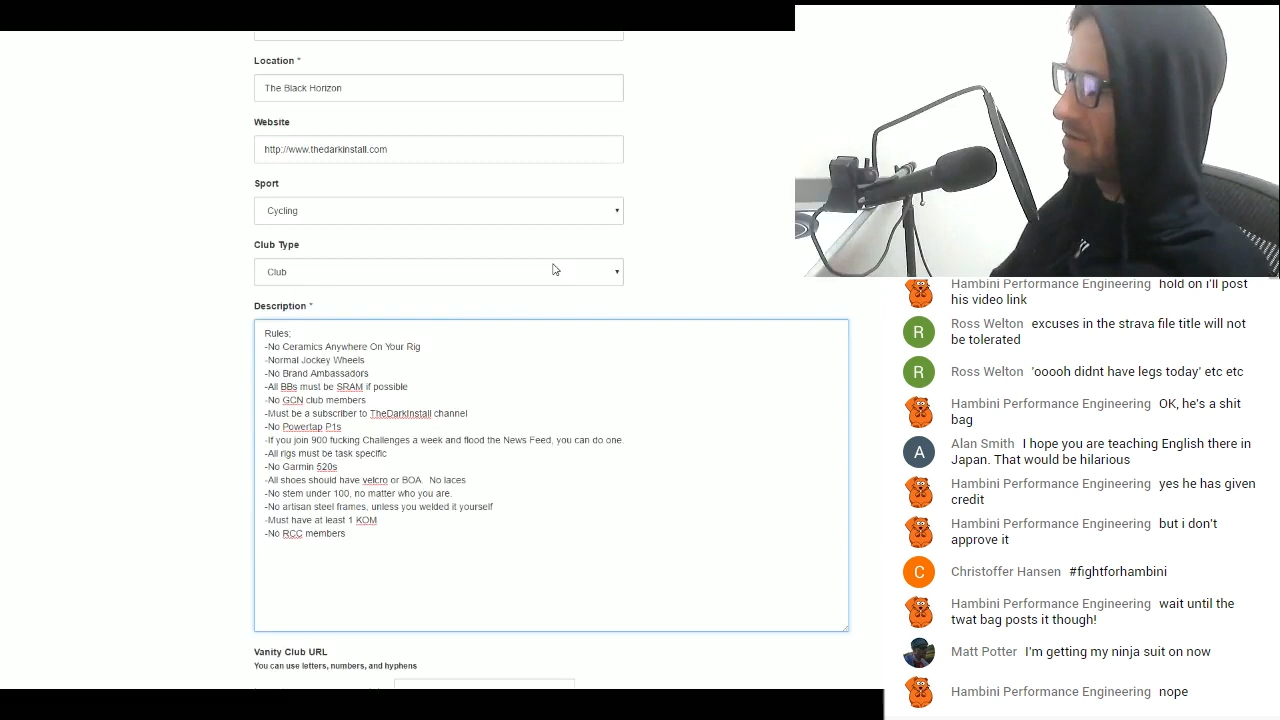 Location *
The Black Horizon
Website
http://www.thedarkinstall.com
Sport
Cycling
Club Type
Club
Description *
Rules;
-No Ceramics Anywhere On Your Rig
-Normal Jockey Wheels
-No Brand Ambassadors
-All BBs must be SRAM if possible
-No GCN club members
-Must be a subscriber to TheDarkInstall channel
-No Powertap P1s
-If you join 900 fucking Challenges a week and flood the News Feed, you can do one.
-All rigs must be task specific
-No Garmin 520s
-All shoes should have velcro or BOA.  No laces
-No stem under 100, no matter who you are.
-No artisan steel frames, unless you welded it yourself
-Must have at least 1 KOM
-No RCC members
Vanity Club URL
You can use letters, numbers, and hyphens
Hambini Performance Engineering hold on i'll post
his video link
R
Ross Welton excuses in the strava file title will not
be tolerated
R
Ross Welton 'ooooh didnt have legs today' etc etc
Hambini Performance Engineering OK, he's a shit
bag
A
Alan Smith I hope you are teaching English there in
Japan. That would be hilarious
Hambini Performance Engineering yes he has given
credit
Hambini Performance Engineering but i don't
approve it
C
Christoffer Hansen #fightforhambini
Hambini Performance Engineering wait until the
twat bag posts it though!
Matt Potter I'm getting my ninja suit on now
Hambini Performance Engineering nope